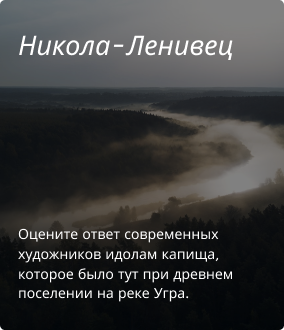 Никола-Ленивец
Оцените ответ современных
художников идолам капища,
которое было тут при древнем
поселении на реке Угра.